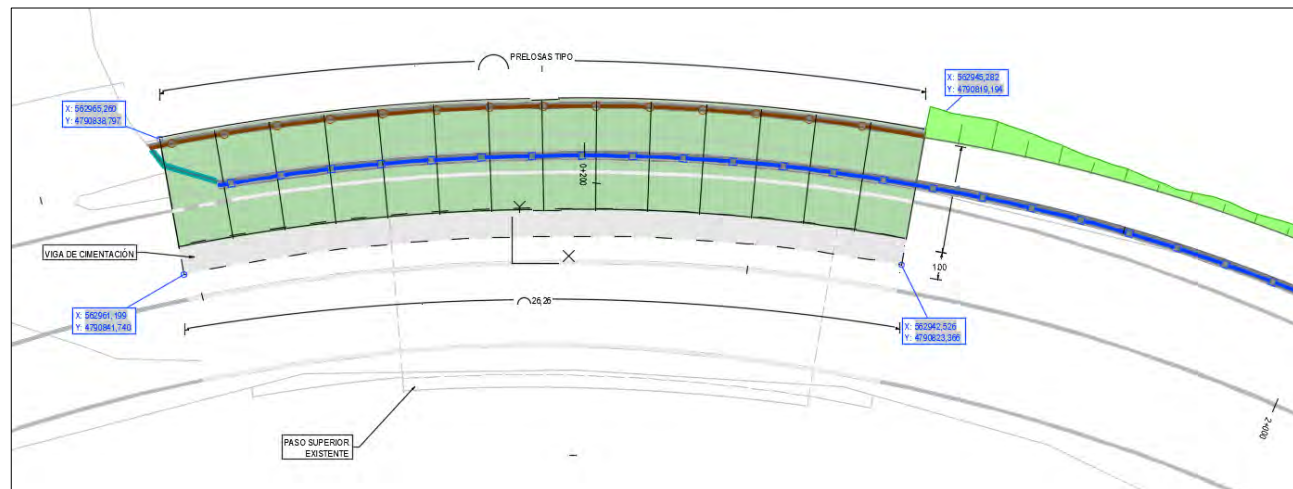 PRELOSAS TIPO
X: 562965,260
Y: 4790838,797
X: 562945,282
Y: 4790819,194
0+200
Y
X
VIGA DE CIMENTACIÓN
1.00
26,26
X: 562961,199
Y: 4790841,740
X: 562942,526
Y: 4790823,366
PASO SUPERIOR
EXISTENTE
2+000